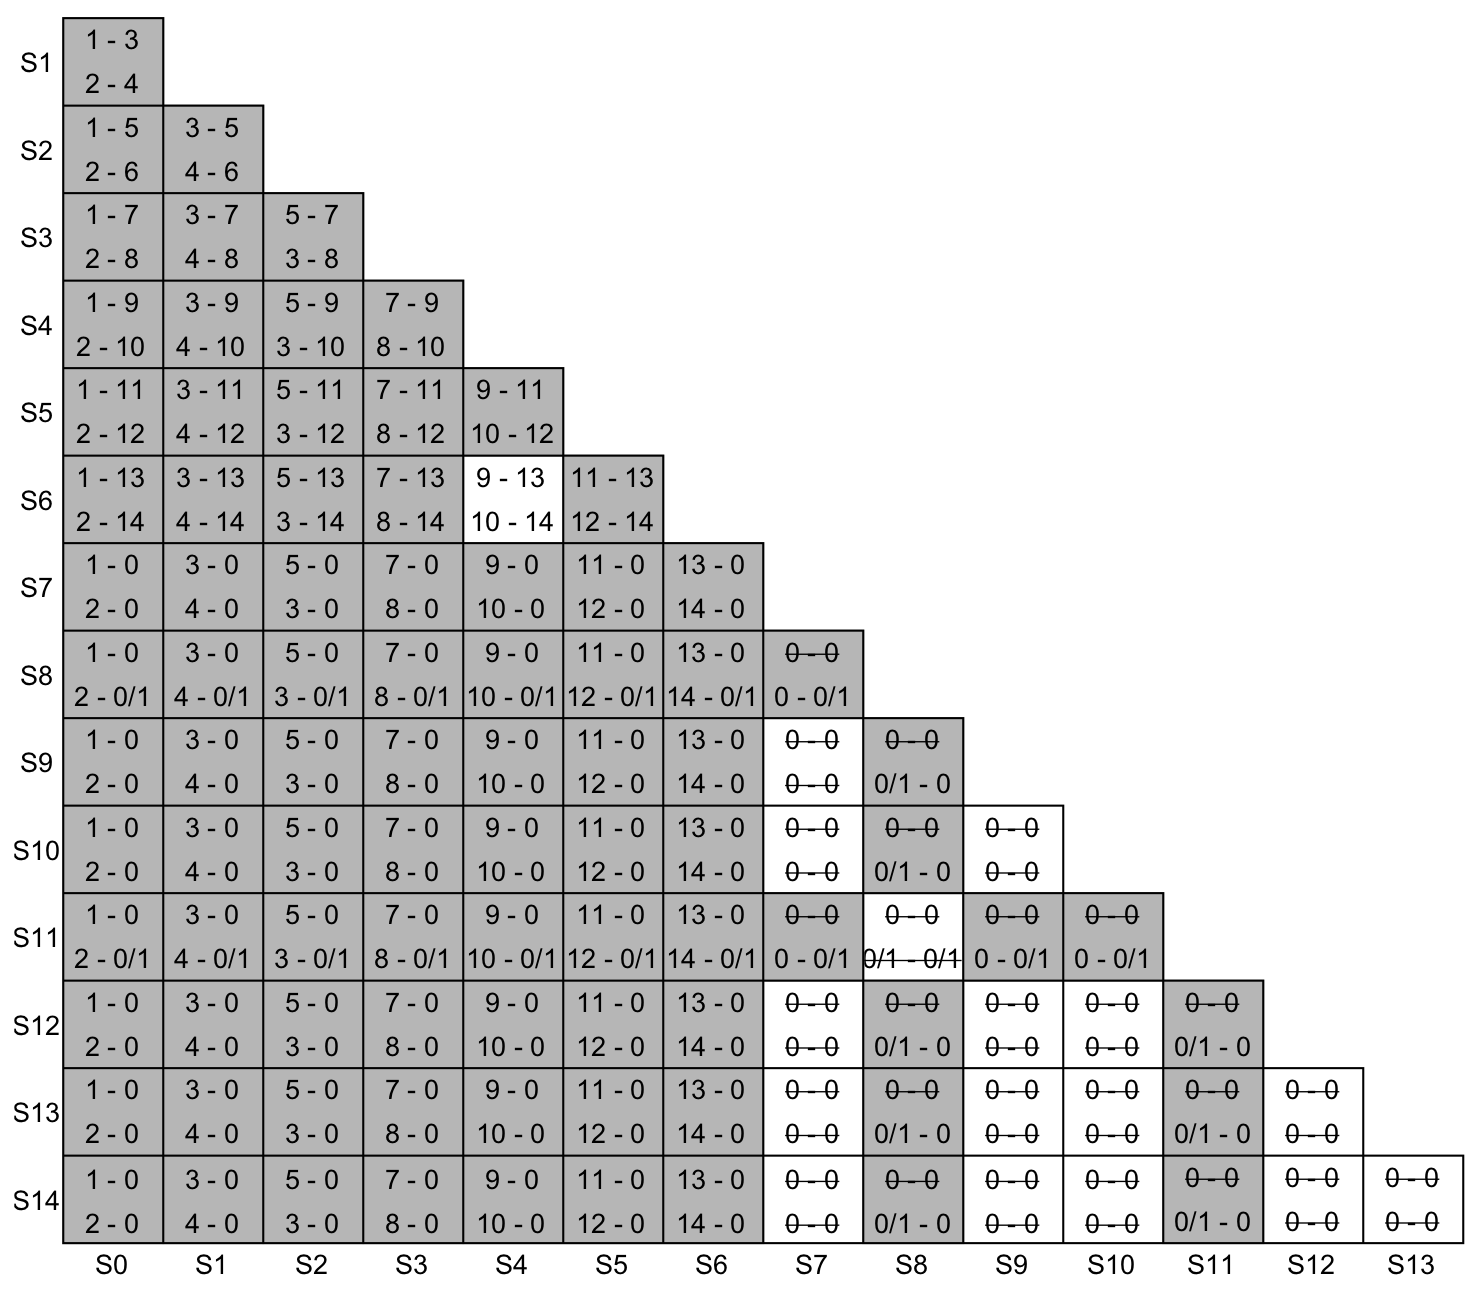 1 - 3
S1
2 - 4
1 - 5 3 - 5
S2
2 - 6 4 - 6
1 - 7 3 - 7 5 - 7
S3
2 - 8 4 - 8 3 - 8
1 - 9 3 - 9 5 - 9 7 - 9
S4
2 - 10 4 - 10 3 - 10 8 - 10
1 - 11 3 - 11 5 - 11 7 - 11 9 - 11
S5
2 - 12 4 - 12 3 - 12 8 - 12 10 - 12
1 - 13 3 - 13 5 - 13 7 - 13 9 - 13 11 - 13
S6
2 - 14 4 - 14 3 - 14 8 - 14 10 - 14 12 - 14
1 - 0 3 - 0 5 - 0 7 - 0 9 - 0 11 - 0 13 - 0
S7
2 - 0 4 - 0 3 - 0 8 - 0 10 - 0 12 - 0 14 - 0
1 - 0 3 - 0 5 - 0 7 - 0 9 - 0 11 - 0 13 - 0 0 - 0
S8
2 - 0/1 4 - 0/1 3 - 0/1 8 - 0/1 10 - 0/1 12 - 0/1 14 - 0/1 0 - 0/1
1 - 0 3 - 0 5 - 0 7 - 0 9 - 0 11 - 0 13 - 0 0 - 0 0 - 0
S9
2 - 0 4 - 0 3 - 0 8 - 0 10 - 0 12 - 0 14 - 0 0 - 0 0/1 - 0
1 - 0 3 - 0 5 - 0 7 - 0 9 - 0 11 - 0 13 - 0 0 - 0 0 - 0 0 - 0
S10
2 - 0 4 - 0 3 - 0 8 - 0 10 - 0 12 - 0 14 - 0 0 - 0 0/1 - 0 0 - 0
1 - 0 3 - 0 5 - 0 7 - 0 9 - 0 11 - 0 13 - 0 0 - 0 0 - 0 0 - 0 0 - 0
S11
2 - 0/1 4 - 0/1 3 - 0/1 8 - 0/1 10 - 0/1 12 - 0/1 14 - 0/1 0 - 0/1 0/1 - 0/1 0 - 0/1 0 - 0/1
1 - 0 3 - 0 5 - 0 7 - 0 9 - 0 11 - 0 13 - 0 0 - 0 0 - 0 0 - 0 0 - 0 0 - 0
S12
2 - 0 4 - 0 3 - 0 8 - 0 10 - 0 12 - 0 14 - 0 0 - 0 0/1 - 0 0 - 0 0 - 0 0/1 - 0
1 - 0 3 - 0 5 - 0 7 - 0 9 - 0 11 - 0 13 - 0 0 - 0 0 - 0 0 - 0 0 - 0 0 - 0 0 - 0
S13
2 - 0 4 - 0 3 - 0 8 - 0 10 - 0 12 - 0 14 - 0 0 - 0 0/1 - 0 0 - 0 0 - 0 0/1 - 0 0 - 0
1 - 0 3 - 0 5 - 0 7 - 0 9 - 0 11 - 0 13 - 0 0 - 0 0 - 0 0 - 0 0 - 0 0 - 0 0 - 0 0 - 0
S14
2 - 0 4 - 0 3 - 0 8 - 0 10 - 0 12 - 0 14 - 0 0 - 0 0/1 - 0 0 - 0 0 - 0 0/1 - 0 0 - 0 0 - 0
S0 S1 S2 S3 S4 S5 S6 S7 S8 S9 S10 S11 S12 S13